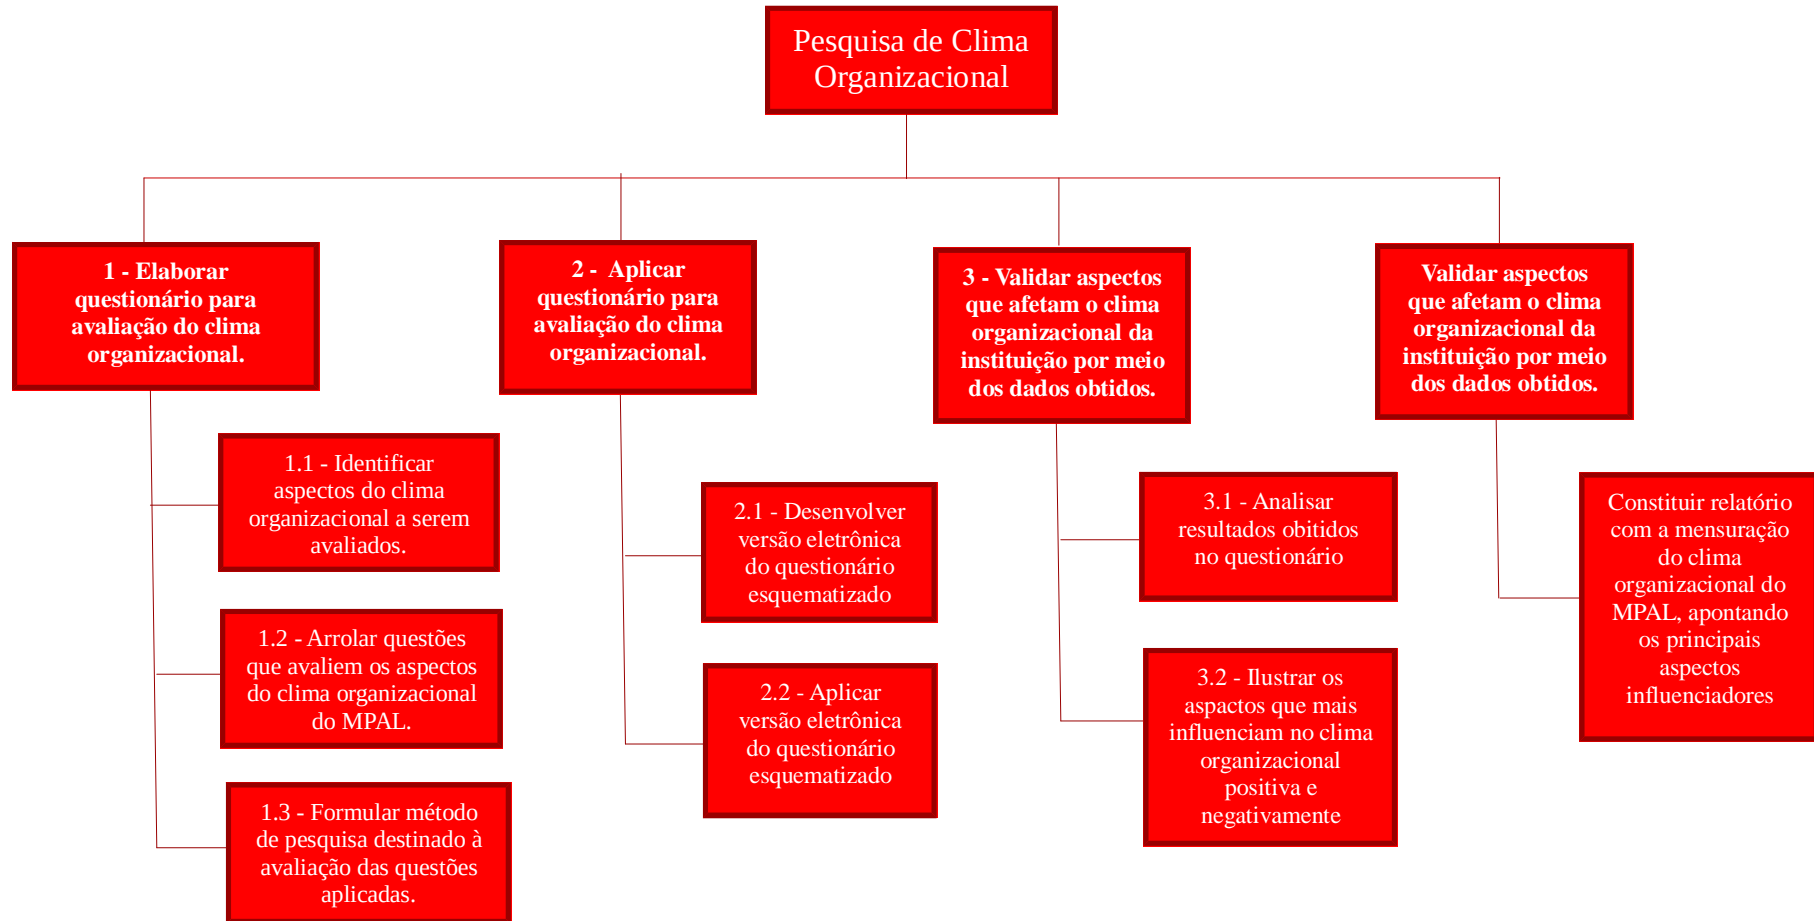 Pesquisa de Clima
Organizacional
1 - Elaborar
questionário para
avaliação do clima
organizacional.
1.1 - Identificar
aspectos do clima
organizacional a serem
avaliados.
1.2 - Arrolar questões
que avaliem os aspectos
do clima organizacional
do MPAL.
1.3 - Formular método
de pesquisa destinado à
avaliação das questões
aplicadas.
2 - Aplicar
questionário para
avaliação do clima
organizacional.
2.1 - Desenvolver
versão eletrônica
do questionário
esquematizado
2.2 - Aplicar
versão eletrônica
do questionário
esquematizado
3 - Validar aspectos
que afetam o clima
organizacional da
instituição por meio
dos dados obtidos.
3.1 - Analisar
resultados obitidos
no questionário
3.2 - Ilustrar os
aspactos que mais
influenciam no clima
organizacional
positiva e
negativamente
Validar aspectos
que afetam o clima
organizacional da
instituição por meio
dos dados obtidos.
Constituir relatório
com a mensuração
do clima
organizacional do
MPAL, apontando
os principais
aspectos
influenciadores